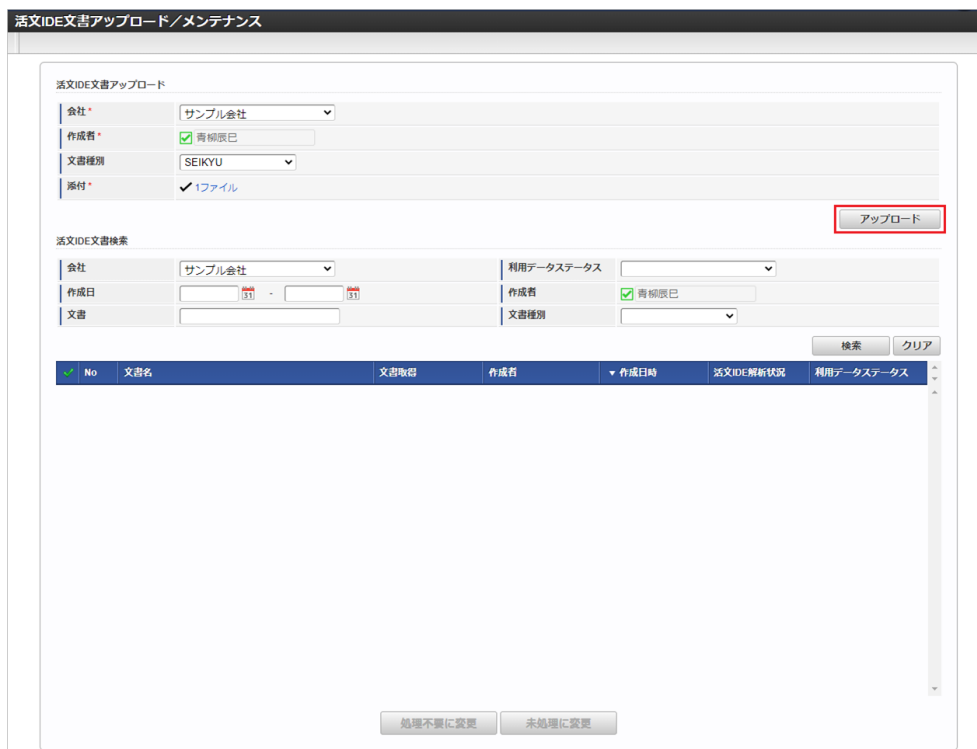 活文IDE文書アップロード／メンテナンス
活文IDE文書アップロード
会社*
サンプル会社
作成者*
青柳辰巳
文書種別
SEIKYU
添付*
1ファイル
アップロード
活文IDE文書検索
会社 サンプル会社 利用データステータス
作成日 31 - 31 作成者 青柳辰巳
文書 文書種別
検索 クリア
No 文書名 文書取得 作成者 ▼ 作成日時 活文IDE解析状況 利用データステータス
処理不要に変更 未処理に変更